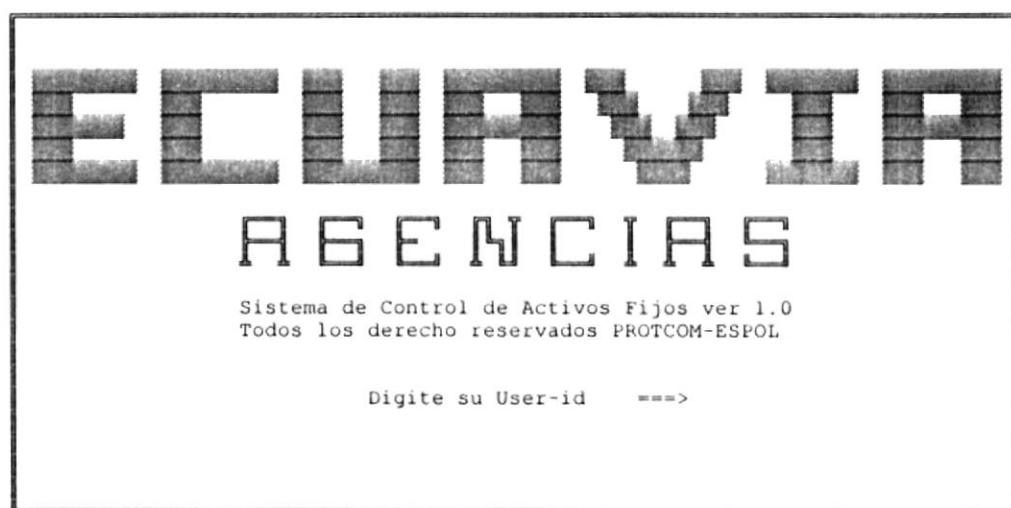 ECUAVIA
AGENCIAS
Sistema de Control de Activos Fijos ver 1.0
Todos los derecho reservados PROTCOM-ESPOL
Digite su User-id ===>